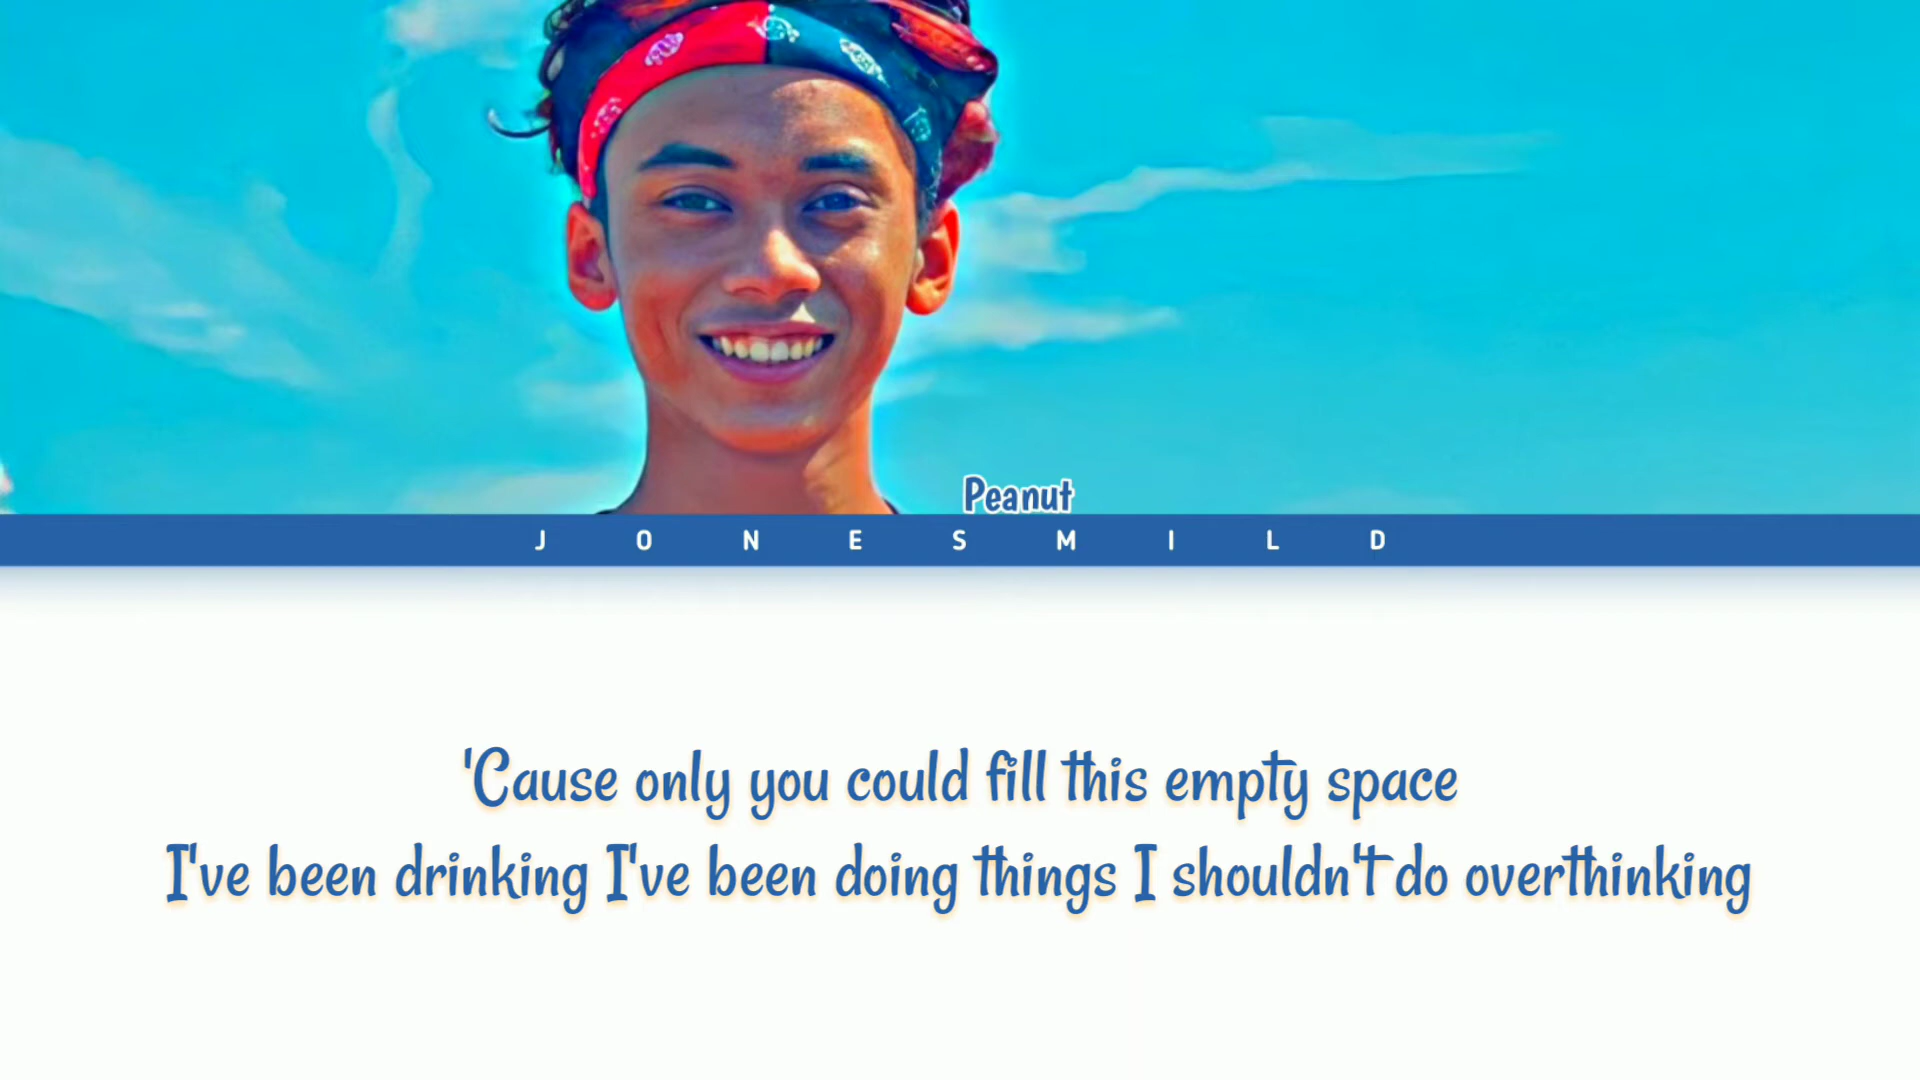 Peanut
JONESMILD
'Cause only you could fill this empty space
I've been drinking I've been doing things I shouldn't do overthinking